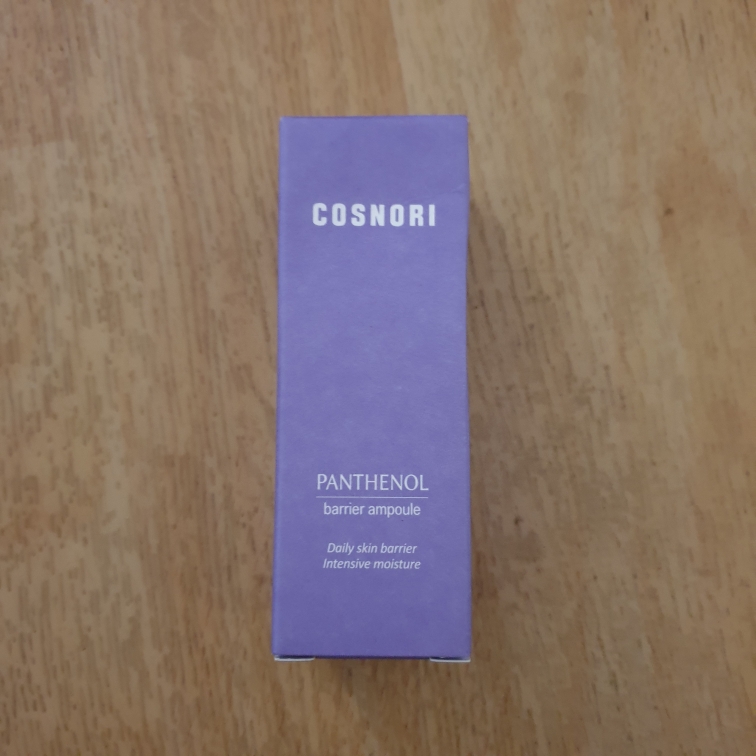 COSNORI
PANTHENOL
barrier ampoule
Daily skin barrier
Intensive moisture